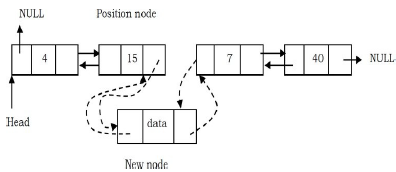 NULL Position node
4 15 7 40 NULL
Head data
New node